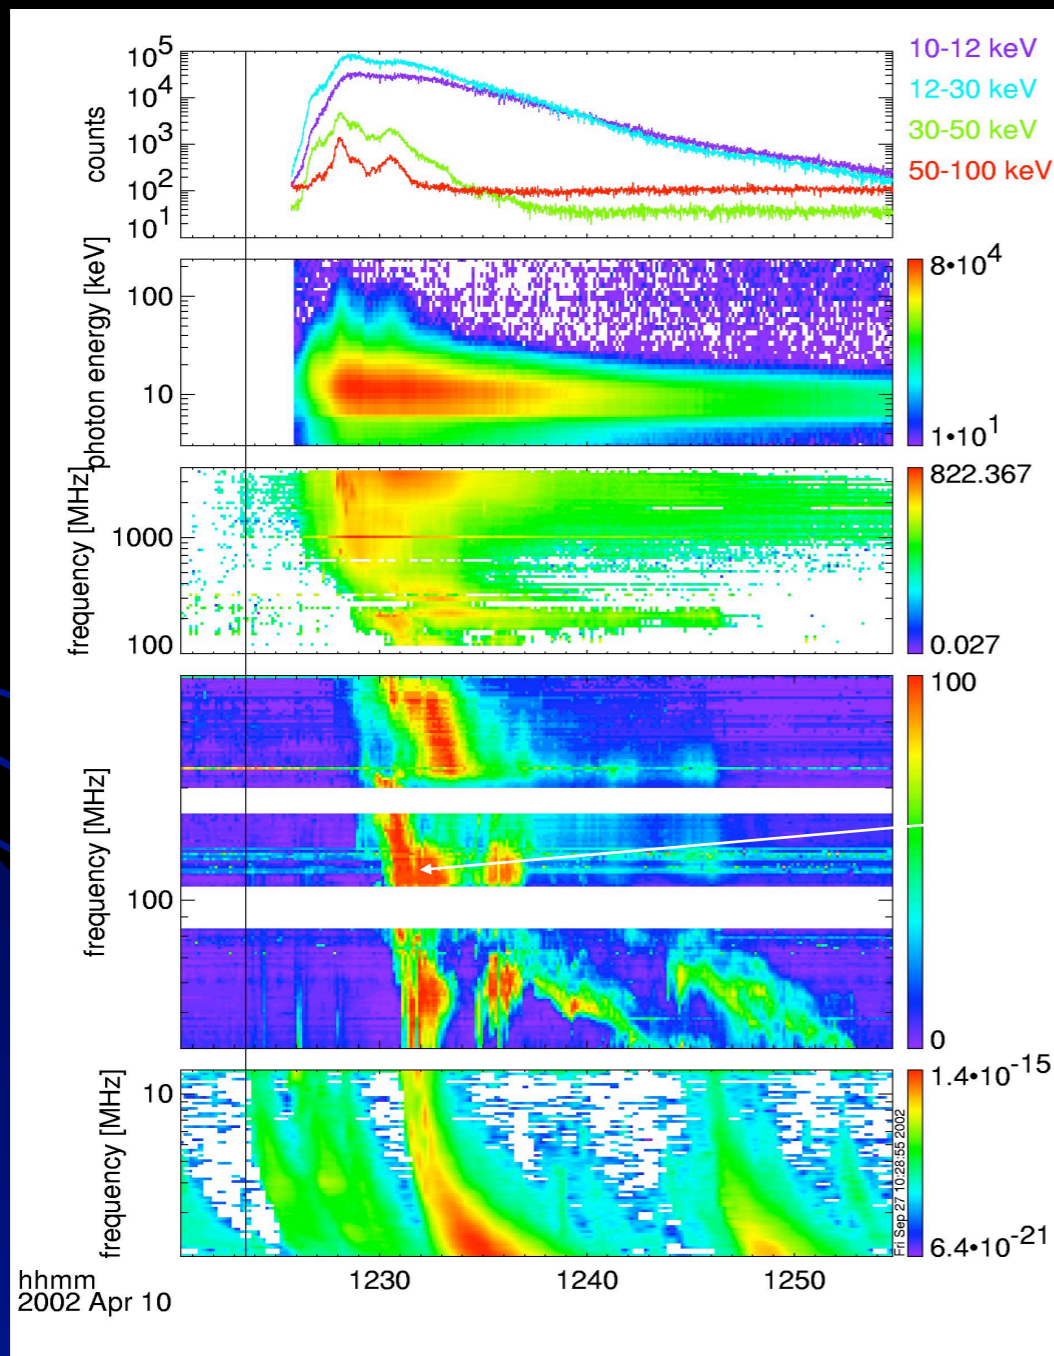 10⁵
10⁴
10³
10²
10¹
counts
10-12 keV
12-30 keV
30-50 keV
50-100 keV
photon energy [keV]
100
10
8•10⁴
1•10¹
frequency [MHz]
1000
100
822.367
0.027
frequency [MHz]
100
100
0
frequency [MHz]
10
1.4•10⁻¹⁵
6.4•10⁻²¹
Fri Sep 27 10:28:55 2002
1230
1240
1250
hhmm
2002 Apr 10